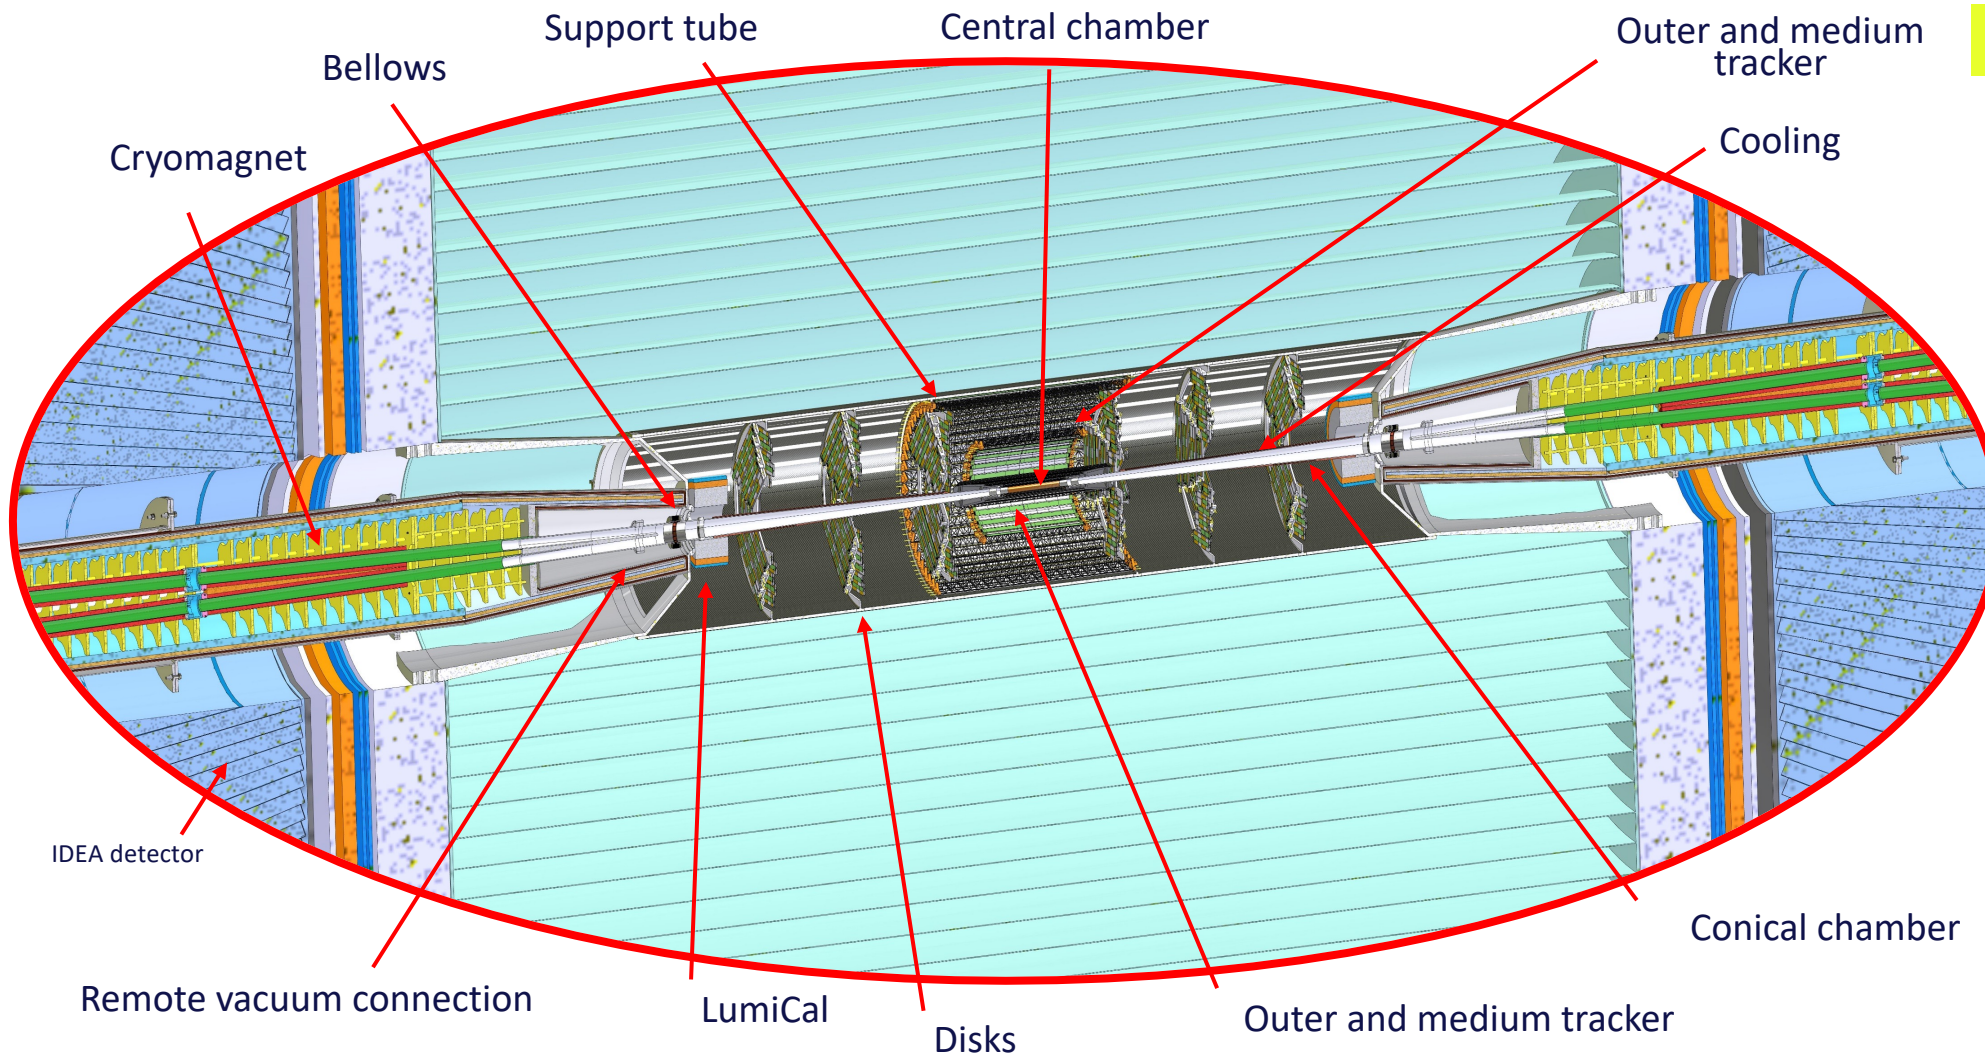 Support tube
Central chamber
Outer and medium
tracker
Bellows
Cooling
Cryomagnet
IDEA detector
Conical chamber
Remote vacuum connection
LumiCal
Outer and medium tracker
Disks